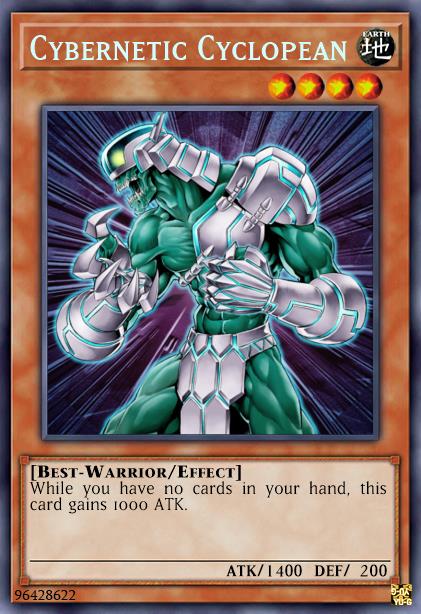 Cybernetic Cyclopean
EARTH
地
[Best-Warrior/Effect]
While you have no cards in your hand, this
card gains 1000 ATK.
ATK/1400 DEF/ 200
96428622